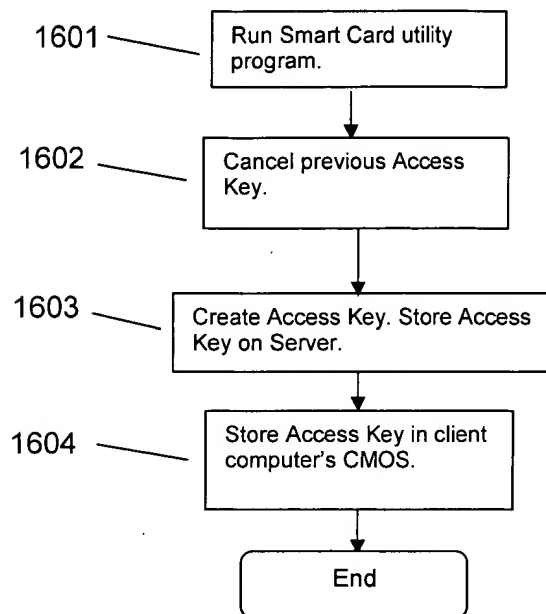 1601
Run Smart Card utility
program.
1602
Cancel previous Access
Key.
1603
Create Access Key. Store Access
Key on Server.
1604
Store Access Key in client
computer's CMOS.
End